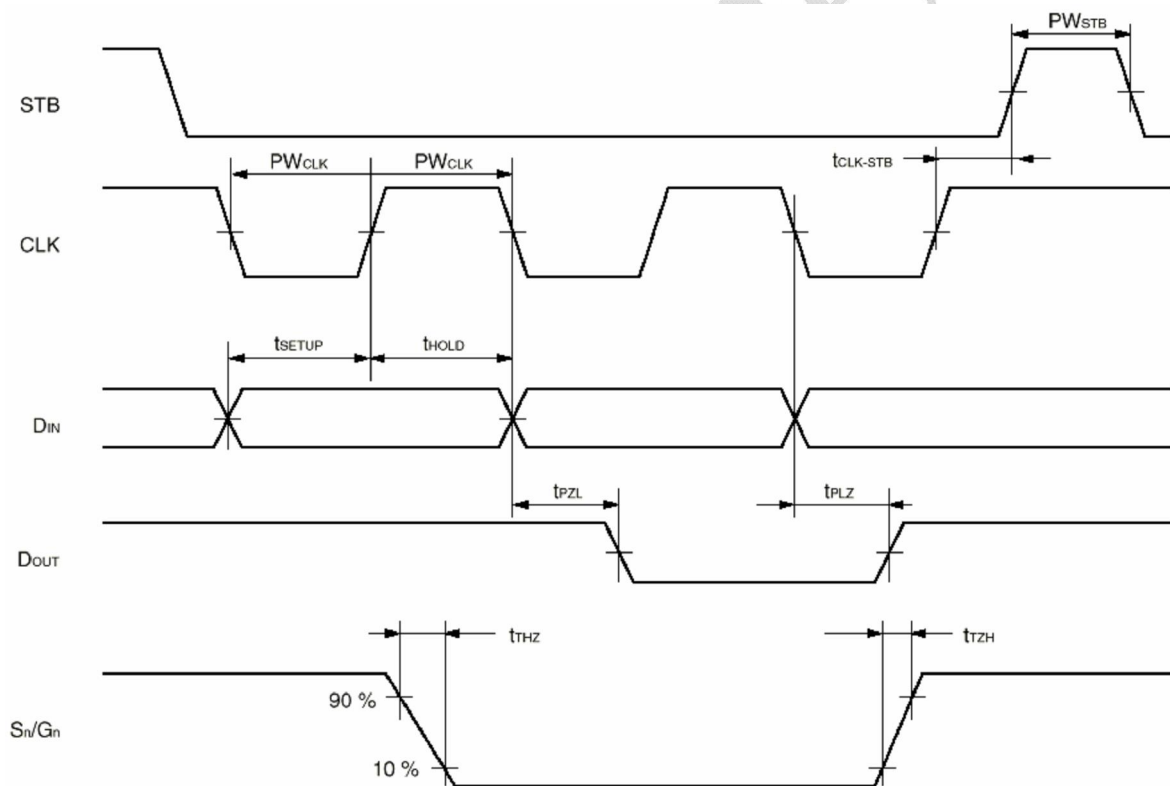 PWSTB
STB
tCLK-STB
PWCLK PWCLK
CLK
tSETUP tHOLD
DIN
tPZL tPLZ
DOUT
tTHZ tTZH
90 %
Sn/Gn
10 %